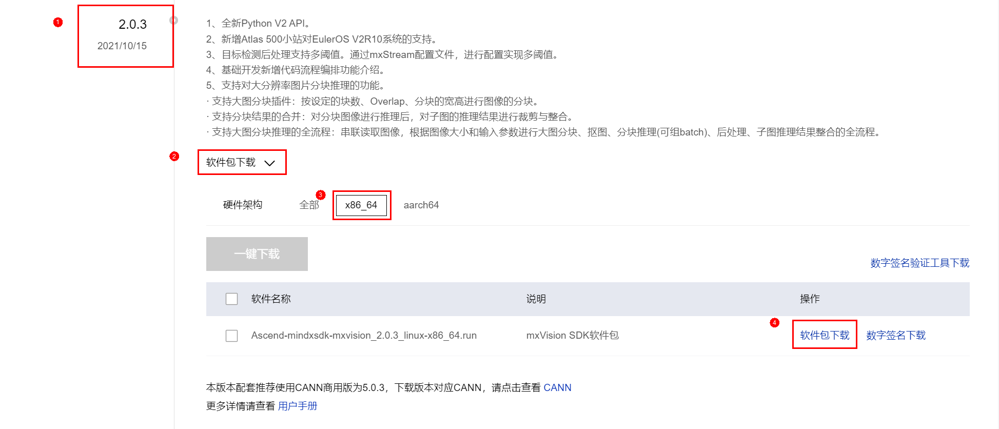 1
2.0.3
2021/10/15
1、全新Python V2 API。
2、新增Atlas 500小站对EulerOS V2R10系统的支持。
3、目标检测后处理支持多阈值。通过mxStream配置文件，进行配置实现多阈值。
4、基础开发新增代码流程编排功能介绍。
5、支持对大分辨率图片分块推理的功能。
· 支持大图分块插件：按设定的块数、Overlap、分块的宽高进行图像的分块。
· 支持分块结果的合并：对分块图像进行推理后，对子图的推理结果进行裁剪与整合。
· 支持大图分块推理的全流程：串联读取图像，根据图像大小和输入参数进行大图分块、抠图、分块推理(可组batch)、后处理、子图推理结果整合的全流程。
2
软件包下载
硬件架构 全部 3 x86_64 aarch64
一键下载
数字签名验证工具下载
软件名称 说明 操作
4
Ascend-mindxsdk-mxvision_2.0.3_linux-x86_64.run mxVision SDK软件包 软件包下载 数字签名下载
本版本配套推荐使用CANN商用版为5.0.3，下载版本对应CANN，请点击查看 CANN
更多详情请查看 用户手册